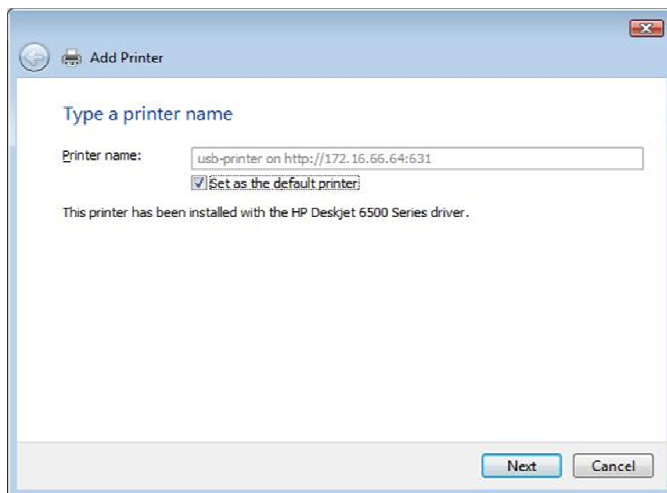 Add Printer
Type a printer name
Printer name: usb-printer on http://172.16.66.64:631
Set as the default printer
This printer has been installed with the HP Deskjet 6500 Series driver.
Next Cancel